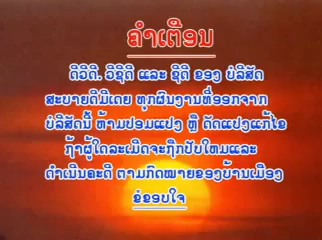 ຄຳເຕືອນ
ດີວີດີ. ວີຊີດີ ແລະ ຊີດີ ຂອງ ບໍລິສັດ
ສະບາຍດີມີເດຍ ທຸກຜົນງານທີ່ອອກຈາກ
ບໍລິສັດນີ້ ຫ້າມປອມແປງ ຫຼື ດັດແປງແກ້ໄຂ
ຖ້າຜູ້ໃດລະເມີດຈະຖືກປັບໃຫມແລະ
ດຳເນີນຄະດີ ຕາມກົດໝາຍຂອງບ້ານເມືອງ
ຂໍຂອບໃຈ